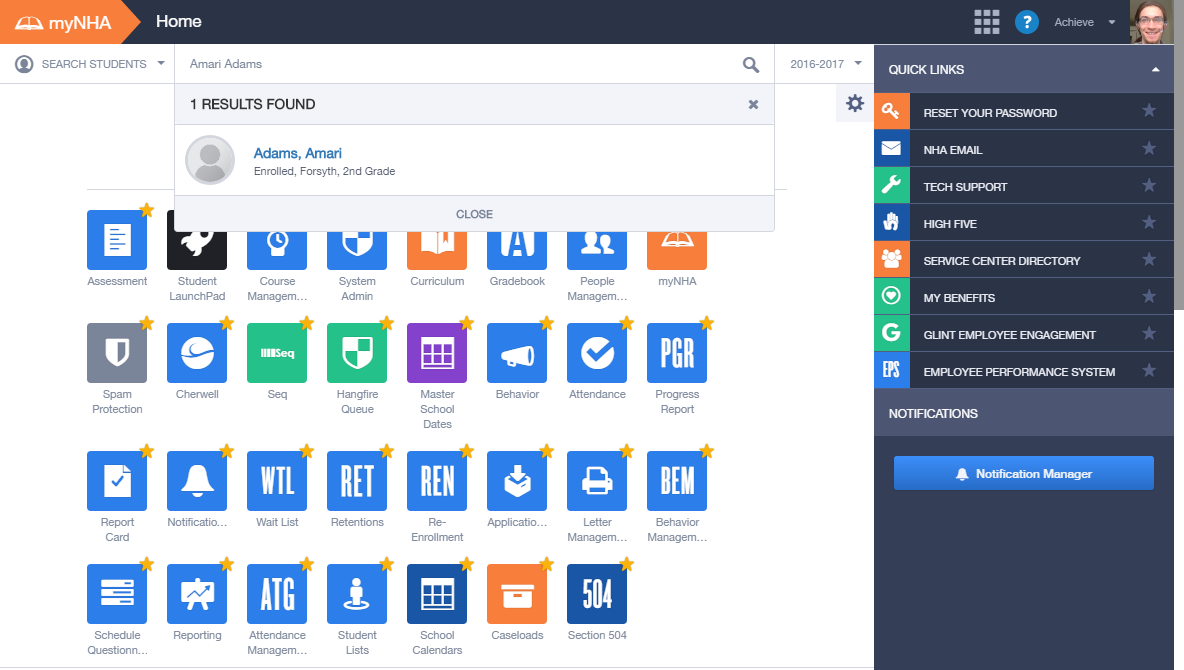 myNHA
Home
?
Achieve
SEARCH STUDENTS
Amari Adams
2016-2017
QUICK LINKS
1 RESULTS FOUND
Adams, Amari
Enrolled, Forsyth, 2nd Grade
CLOSE
RESET YOUR PASSWORD
NHA EMAIL
TECH SUPPORT
HIGH FIVE
SERVICE CENTER DIRECTORY
MY BENEFITS
G
GLINT EMPLOYEE ENGAGEMENT
EPS
EMPLOYEE PERFORMANCE SYSTEM
NOTIFICATIONS
Notification Manager
A
Assessment
Student
LaunchPad
Course
Managem...
System
Admin
Curriculum
Gradebook
People
Managem...
myNHA
Seq
PGR
Spam
Protection
Cherwell
Seq
Hangfire
Queue
Master
School
Dates
Behavior
Attendance
Progress
Report
WTL
RET
REN
BEM
Report
Card
Notificatio...
Wait List
Retentions
Re-
Enrollment
Applicatio...
Letter
Managem...
Behavior
Managem...
ATG
504
Schedule
Questionn...
Reporting
Attendance
Managem...
Student
Lists
School
Calendars
Caseloads
Section 504